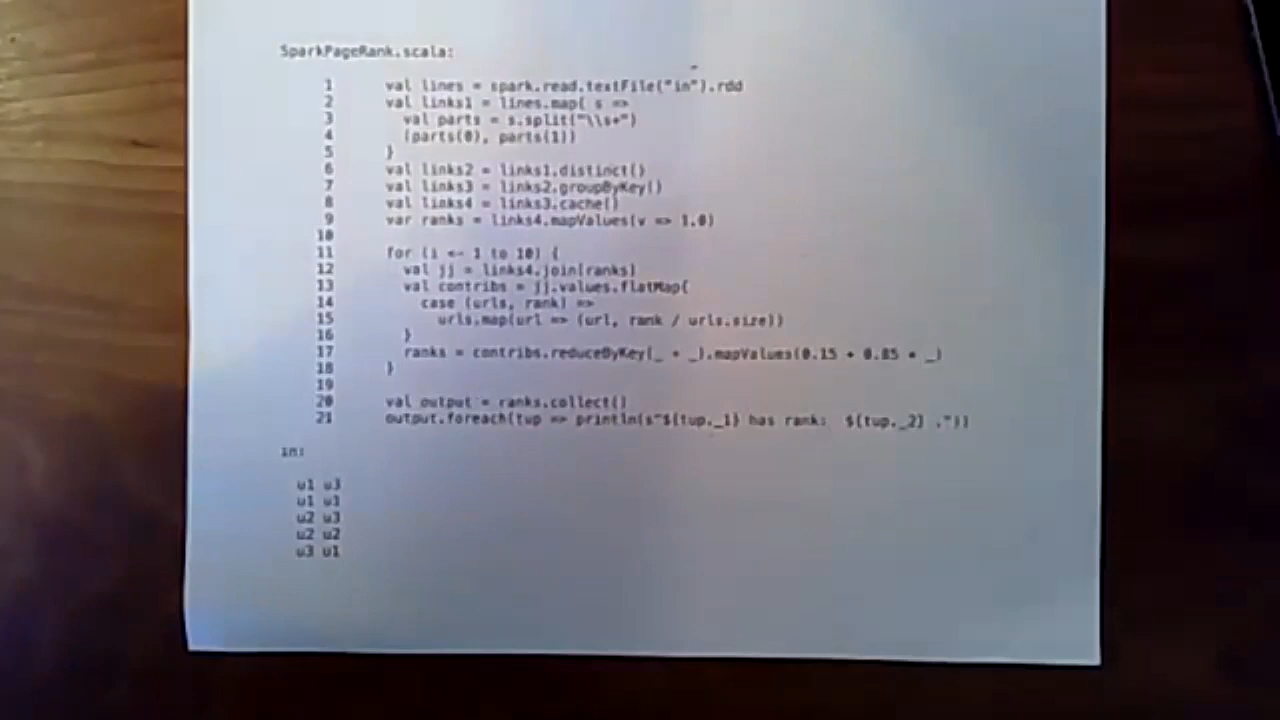 SparkPageRank.scala:
1 val lines = spark.read.textFile("in").rdd
2 val links1 = lines.map{ s =>
3 val parts = s.split("\\s+")
4 (parts(0), parts(1))
5 }
6 val links2 = links1.distinct()
7 val links3 = links2.groupByKey()
8 val links4 = links3.cache()
9 var ranks = links4.mapValues(v => 1.0)
10
11 for (i <- 1 to 10) {
12 val jj = links4.join(ranks)
13 val contribs = jj.values.flatMap{
14 case (urls, rank) =>
15 urls.map(url => (url, rank / urls.size))
16 }
17 ranks = contribs.reduceByKey(_ + _).mapValues(0.15 + 0.85 * _)
18 }
19
20 val output = ranks.collect()
21 output.foreach(tup => println(s"${tup._1} has rank:  ${tup._2} ."))
in:
u1 u3
u1 u1
u2 u3
u2 u2
u3 u1